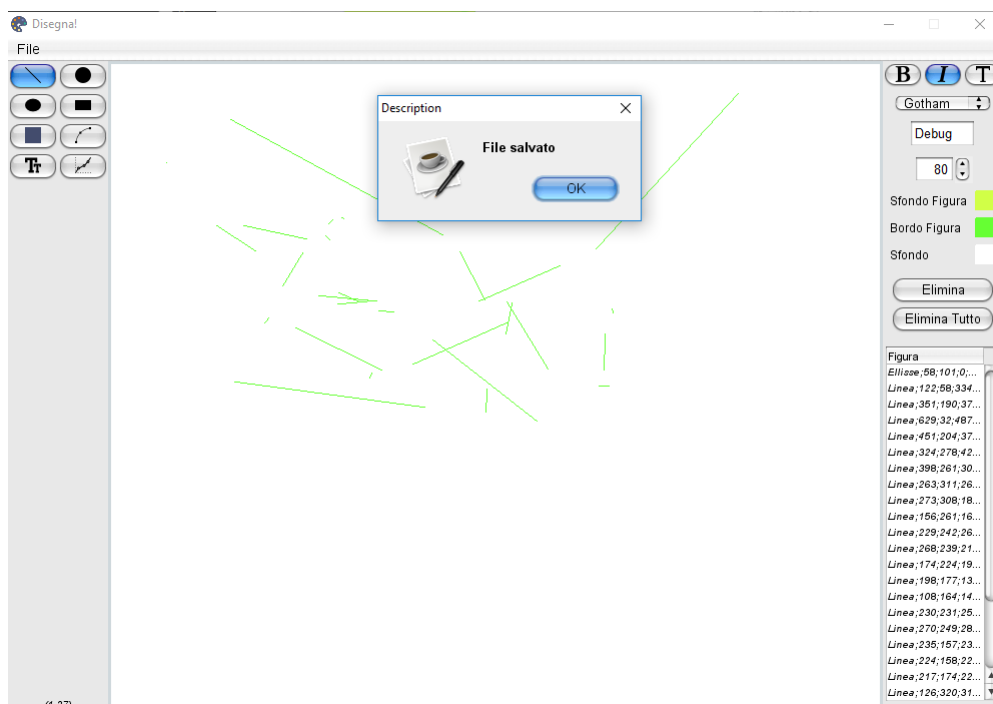 Disegna!
File
B I T
Gotham
Debug
80
Sfondo Figura
Bordo Figura
Sfondo
Elimina
Elimina Tutto
Description
File salvato
OK
Tт
Figura
Ellisse;58;101;0;...
Linea;122;58;334...
Linea;351;190;37...
Linea;629;32;487...
Linea;451;204;37...
Linea;324;278;42...
Linea;398;261;30...
Linea;263;311;26...
Linea;273;308;18...
Linea;156;261;16...
Linea;229;242;26...
Linea;268;239;21...
Linea;174;224;19...
Linea;198;177;13...
Linea;108;164;14...
Linea;230;231;25...
Linea;270;249;28...
Linea;235;157;23...
Linea;224;158;22...
Linea;217;174;22...
Linea;126;320;31...